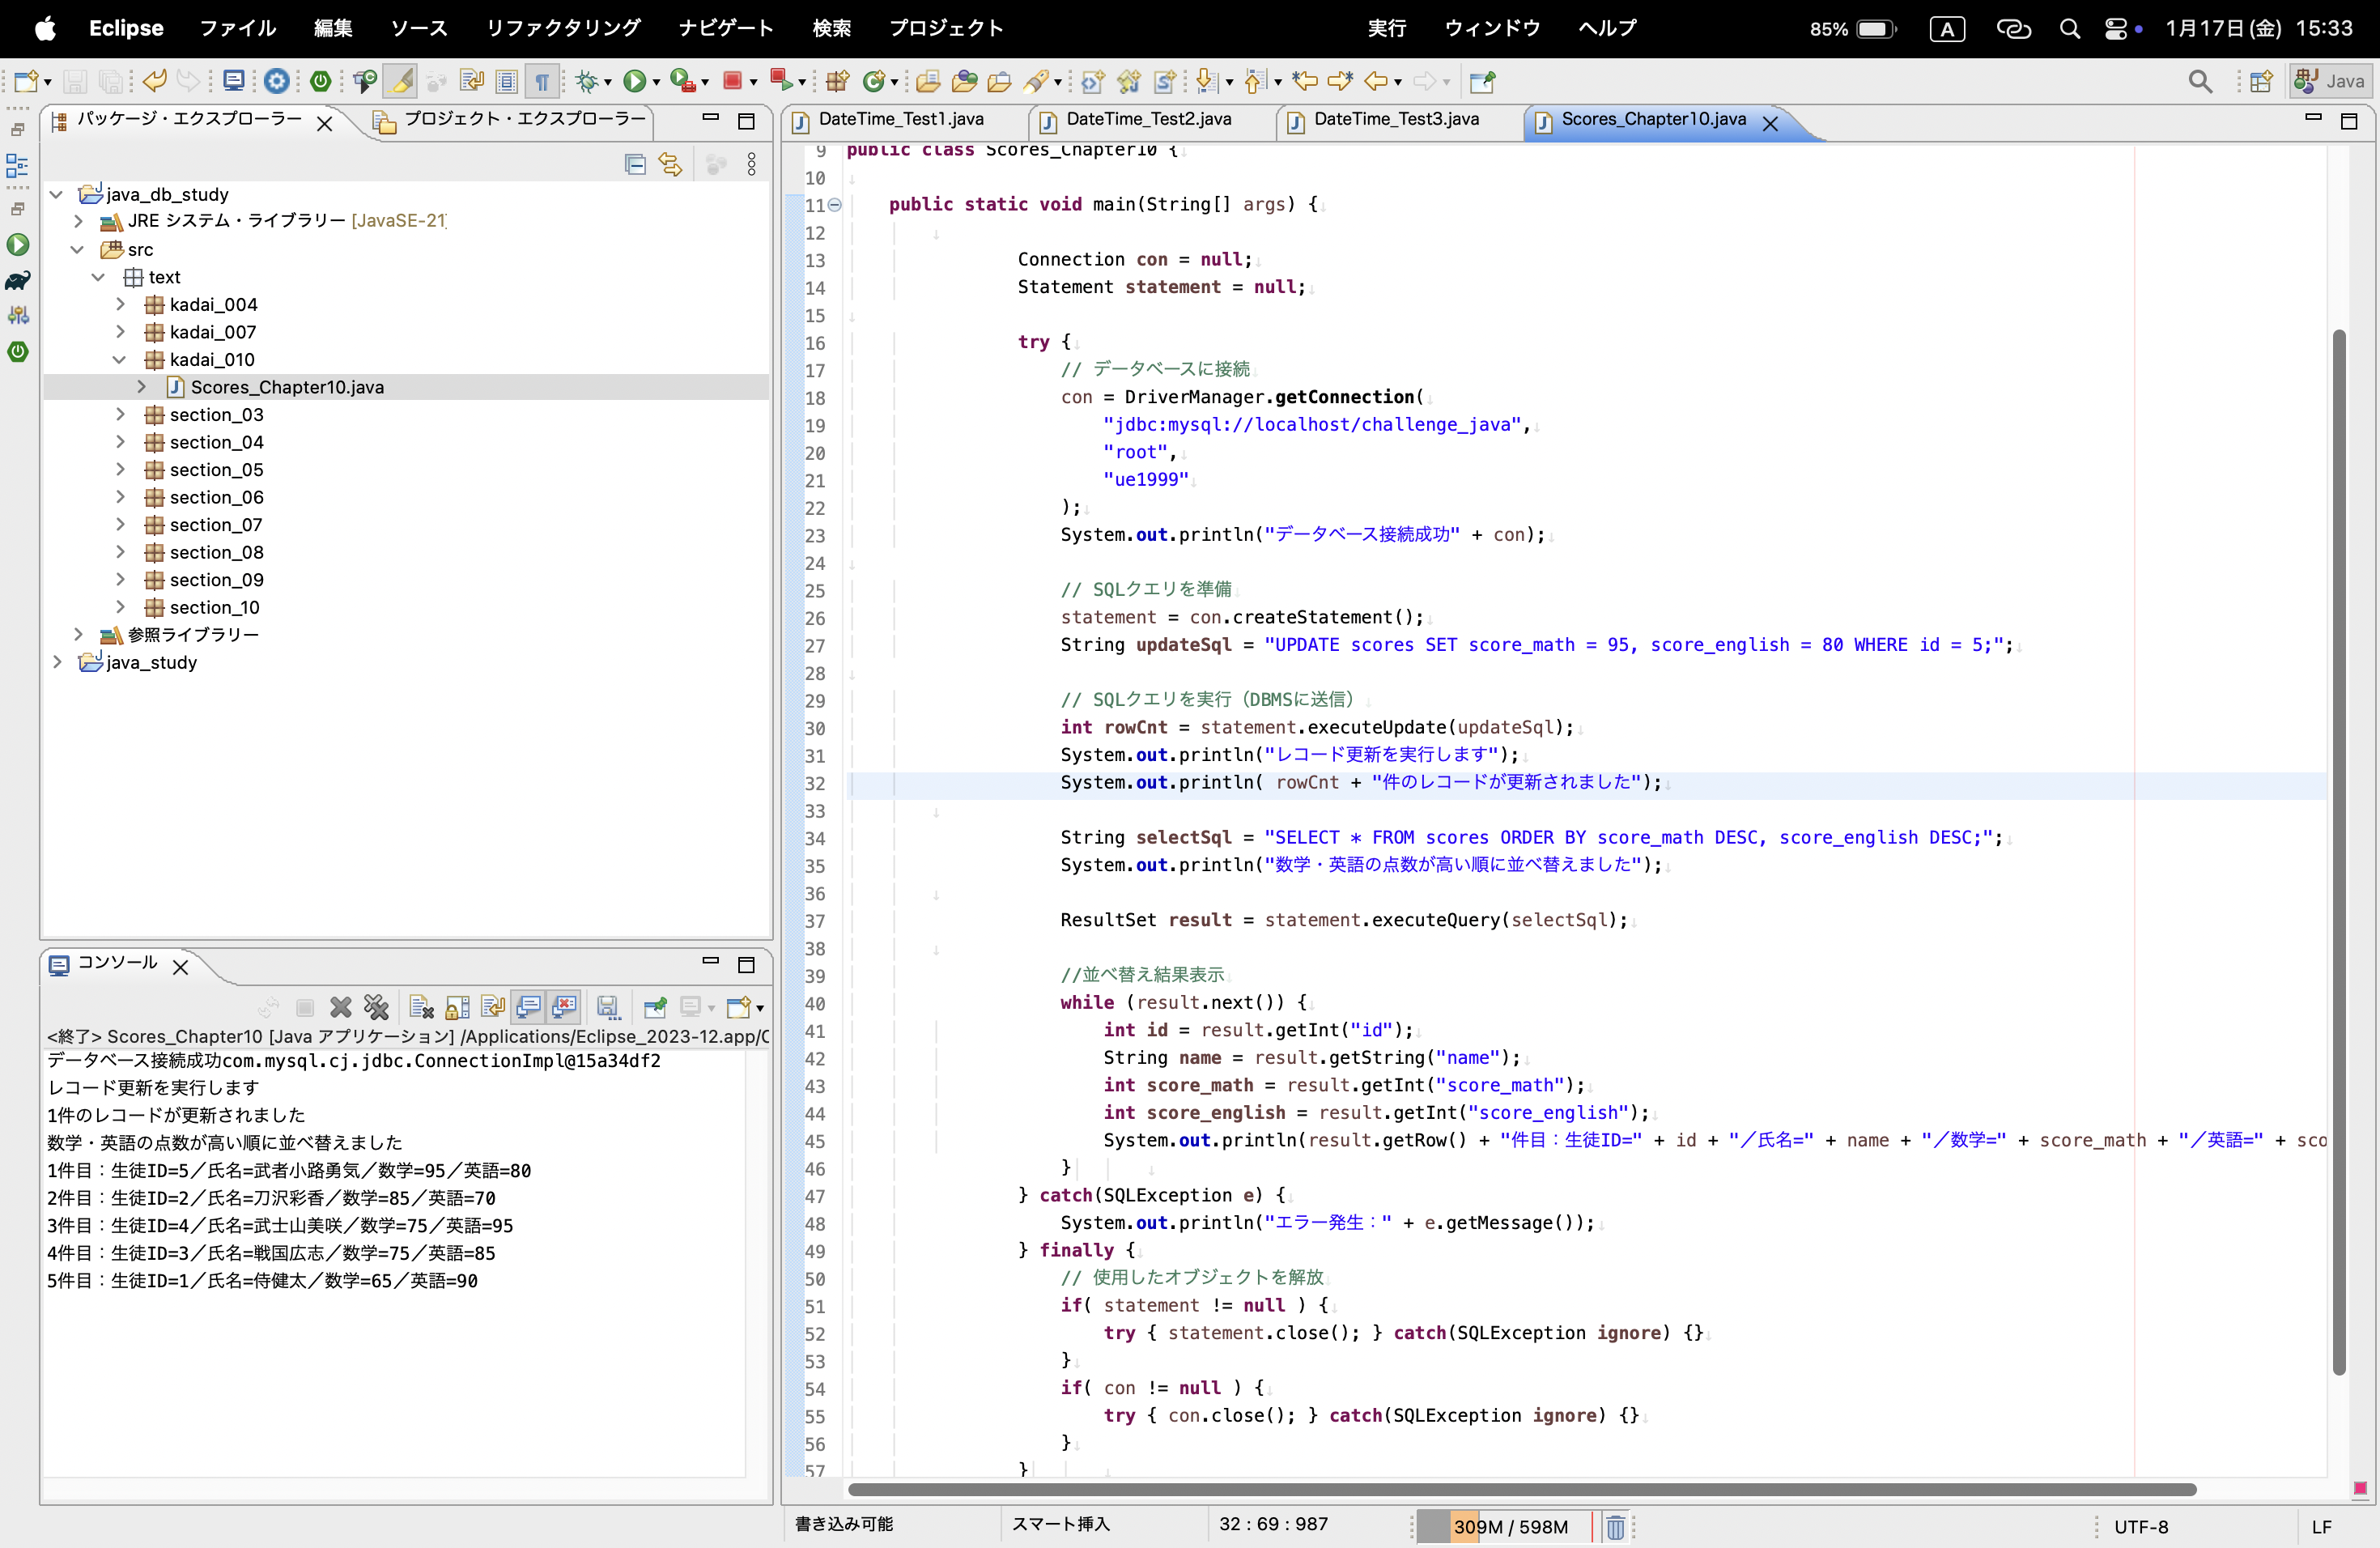 Eclipse ファイル 編集 ソース リファクタリング ナビゲート 検索 プロジェクト 実行 ウィンドウ ヘルプ 85% A 1月17日(金) 15:33
Java
パッケージ・エクスプローラー プロジェクト・エクスプローラー
java_db_study
JRE システム・ライブラリー [JavaSE-21]
src
text
kadai_004
kadai_007
kadai_010
Scores_Chapter10.java
section_03
section_04
section_05
section_06
section_07
section_08
section_09
section_10
参照ライブラリー
java_study
コンソール
<終了> Scores_Chapter10 [Java アプリケーション] /Applications/Eclipse_2023-12.app/C
データベース接続成功com.mysql.cj.jdbc.ConnectionImpl@15a34df2
レコード更新を実行します
1件のレコードが更新されました
数学・英語の点数が高い順に並べ替えました
1件目：生徒ID=5／氏名=武者小路勇気／数学=95／英語=80
2件目：生徒ID=2／氏名=刀沢彩香／数学=85／英語=70
3件目：生徒ID=4／氏名=武士山美咲／数学=75／英語=95
4件目：生徒ID=3／氏名=戦国広志／数学=75／英語=85
5件目：生徒ID=1／氏名=侍健太／数学=65／英語=90
DateTime_Test1.java DateTime_Test2.java DateTime_Test3.java Scores_Chapter10.java
9 public class Scores_Chapter10 {
10
11 public static void main(String[] args) {
12
13 Connection con = null;
14 Statement statement = null;
15
16 try {
17 // データベースに接続
18 con = DriverManager.getConnection(
19 "jdbc:mysql://localhost/challenge_java",
20 "root",
21 "ue1999"
22 );
23 System.out.println("データベース接続成功" + con);
24
25 // SQLクエリを準備
26 statement = con.createStatement();
27 String updateSql = "UPDATE scores SET score_math = 95, score_english = 80 WHERE id = 5;";
28
29 // SQLクエリを実行（DBMSに送信）
30 int rowCnt = statement.executeUpdate(updateSql);
31 System.out.println("レコード更新を実行します");
32 System.out.println( rowCnt + "件のレコードが更新されました");
33
34 String selectSql = "SELECT * FROM scores ORDER BY score_math DESC, score_english DESC;";
35 System.out.println("数学・英語の点数が高い順に並べ替えました");
36
37 ResultSet result = statement.executeQuery(selectSql);
38
39 //並べ替え結果表示
40 while (result.next()) {
41 int id = result.getInt("id");
42 String name = result.getString("name");
43 int score_math = result.getInt("score_math");
44 int score_english = result.getInt("score_english");
45 System.out.println(result.getRow() + "件目：生徒ID=" + id + "／氏名=" + name + "／数学=" + score_math + "／英語=" + sco
46 }
47 } catch(SQLException e) {
48 System.out.println("エラー発生：" + e.getMessage());
49 } finally {
50 // 使用したオブジェクトを解放
51 if( statement != null ) {
52 try { statement.close(); } catch(SQLException ignore) {}
53 }
54 if( con != null ) {
55 try { con.close(); } catch(SQLException ignore) {}
56 }
57 }
書き込み可能 スマート挿入 32 : 69 : 987 309M / 598M UTF-8 LF